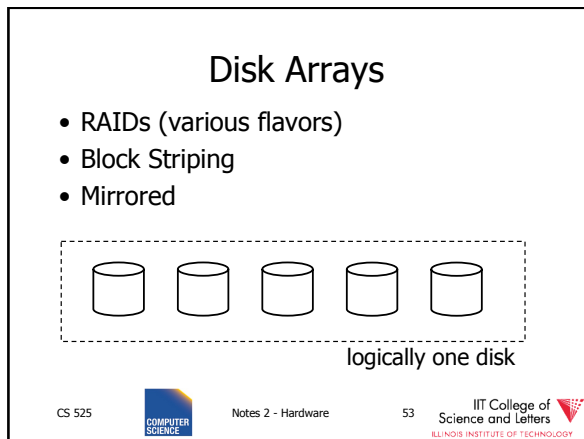 Disk Arrays
• RAIDs (various flavors)
• Block Striping
• Mirrored
logically one disk
CS 525
COMPUTER
SCIENCE
Notes 2 - Hardware
53
IIT College of
Science and Letters
ILLINOIS INSTITUTE OF TECHNOLOGY